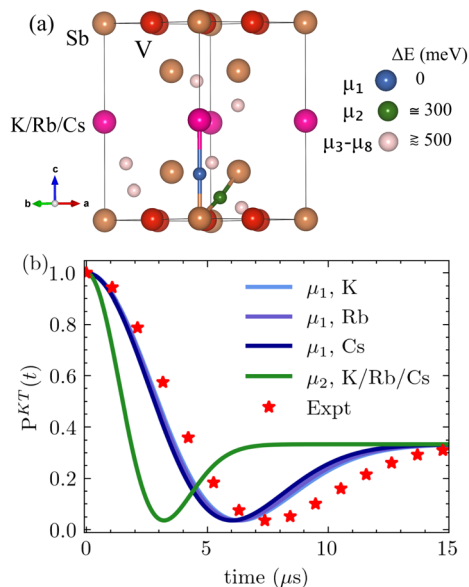 (a)
Sb
V
ΔE (meV)
μ₁ 0
K/Rb/Cs
μ₂ ≅ 300
μ₃-μ₈ ≳ 500
c
b a
(b)
1.0
μ₁, K
0.8
μ₁, Rb
μ₁, Cs
0.6
μ₂, K/Rb/Cs
Expt
0.4
0.2
0.0
P^{KT}(t)
0 5 10 15
time (μs)